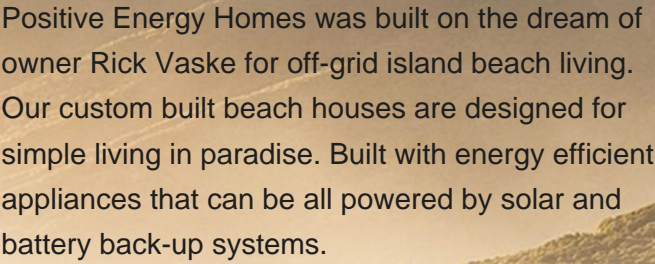 Positive Energy Homes was built on the dream of
owner Rick Vaske for off-grid island beach living.
Our custom built beach houses are designed for
simple living in paradise. Built with energy efficient
appliances that can be all powered by solar and
battery back-up systems.